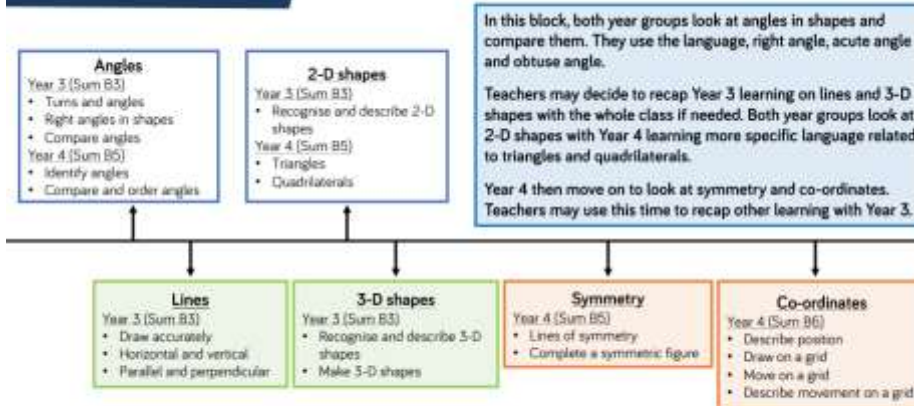 Angles
Year 3 (Sum B3)
• Turns and angles
• Right angles in shapes
• Compare angles
Year 4 (Sum B5)
• Identify angles
• Compare and order angles
2-D shapes
Year 3 (Sum B3)
• Recognise and describe 2-D
shapes
Year 4 (Sum B5)
• Triangles
• Quadrilaterals
In this block, both year groups look at angles in shapes and
compare them. They use the language, right angle, acute angle
and obtuse angle.
Teachers may decide to recap Year 3 learning on lines and 3-D
shapes with the whole class if needed. Both year groups look at
2-D shapes with Year 4 learning more specific language related
to triangles and quadrilaterals.
Year 4 then move on to look at symmetry and co-ordinates.
Teachers may use this time to recap other learning with Year 3.
Lines
Year 3 (Sum B3)
• Draw accurately
• Horizontal and vertical
• Parallel and perpendicular
3-D shapes
Year 3 (Sum B3)
• Recognise and describe 3-D
shapes
• Make 3-D shapes
Symmetry
Year 4 (Sum B5)
• Lines of symmetry
• Complete a symmetric figure
Co-ordinates
Year 4 (Sum B6)
• Describe position
• Draw on a grid
• Move on a grid
• Describe movement on a grid